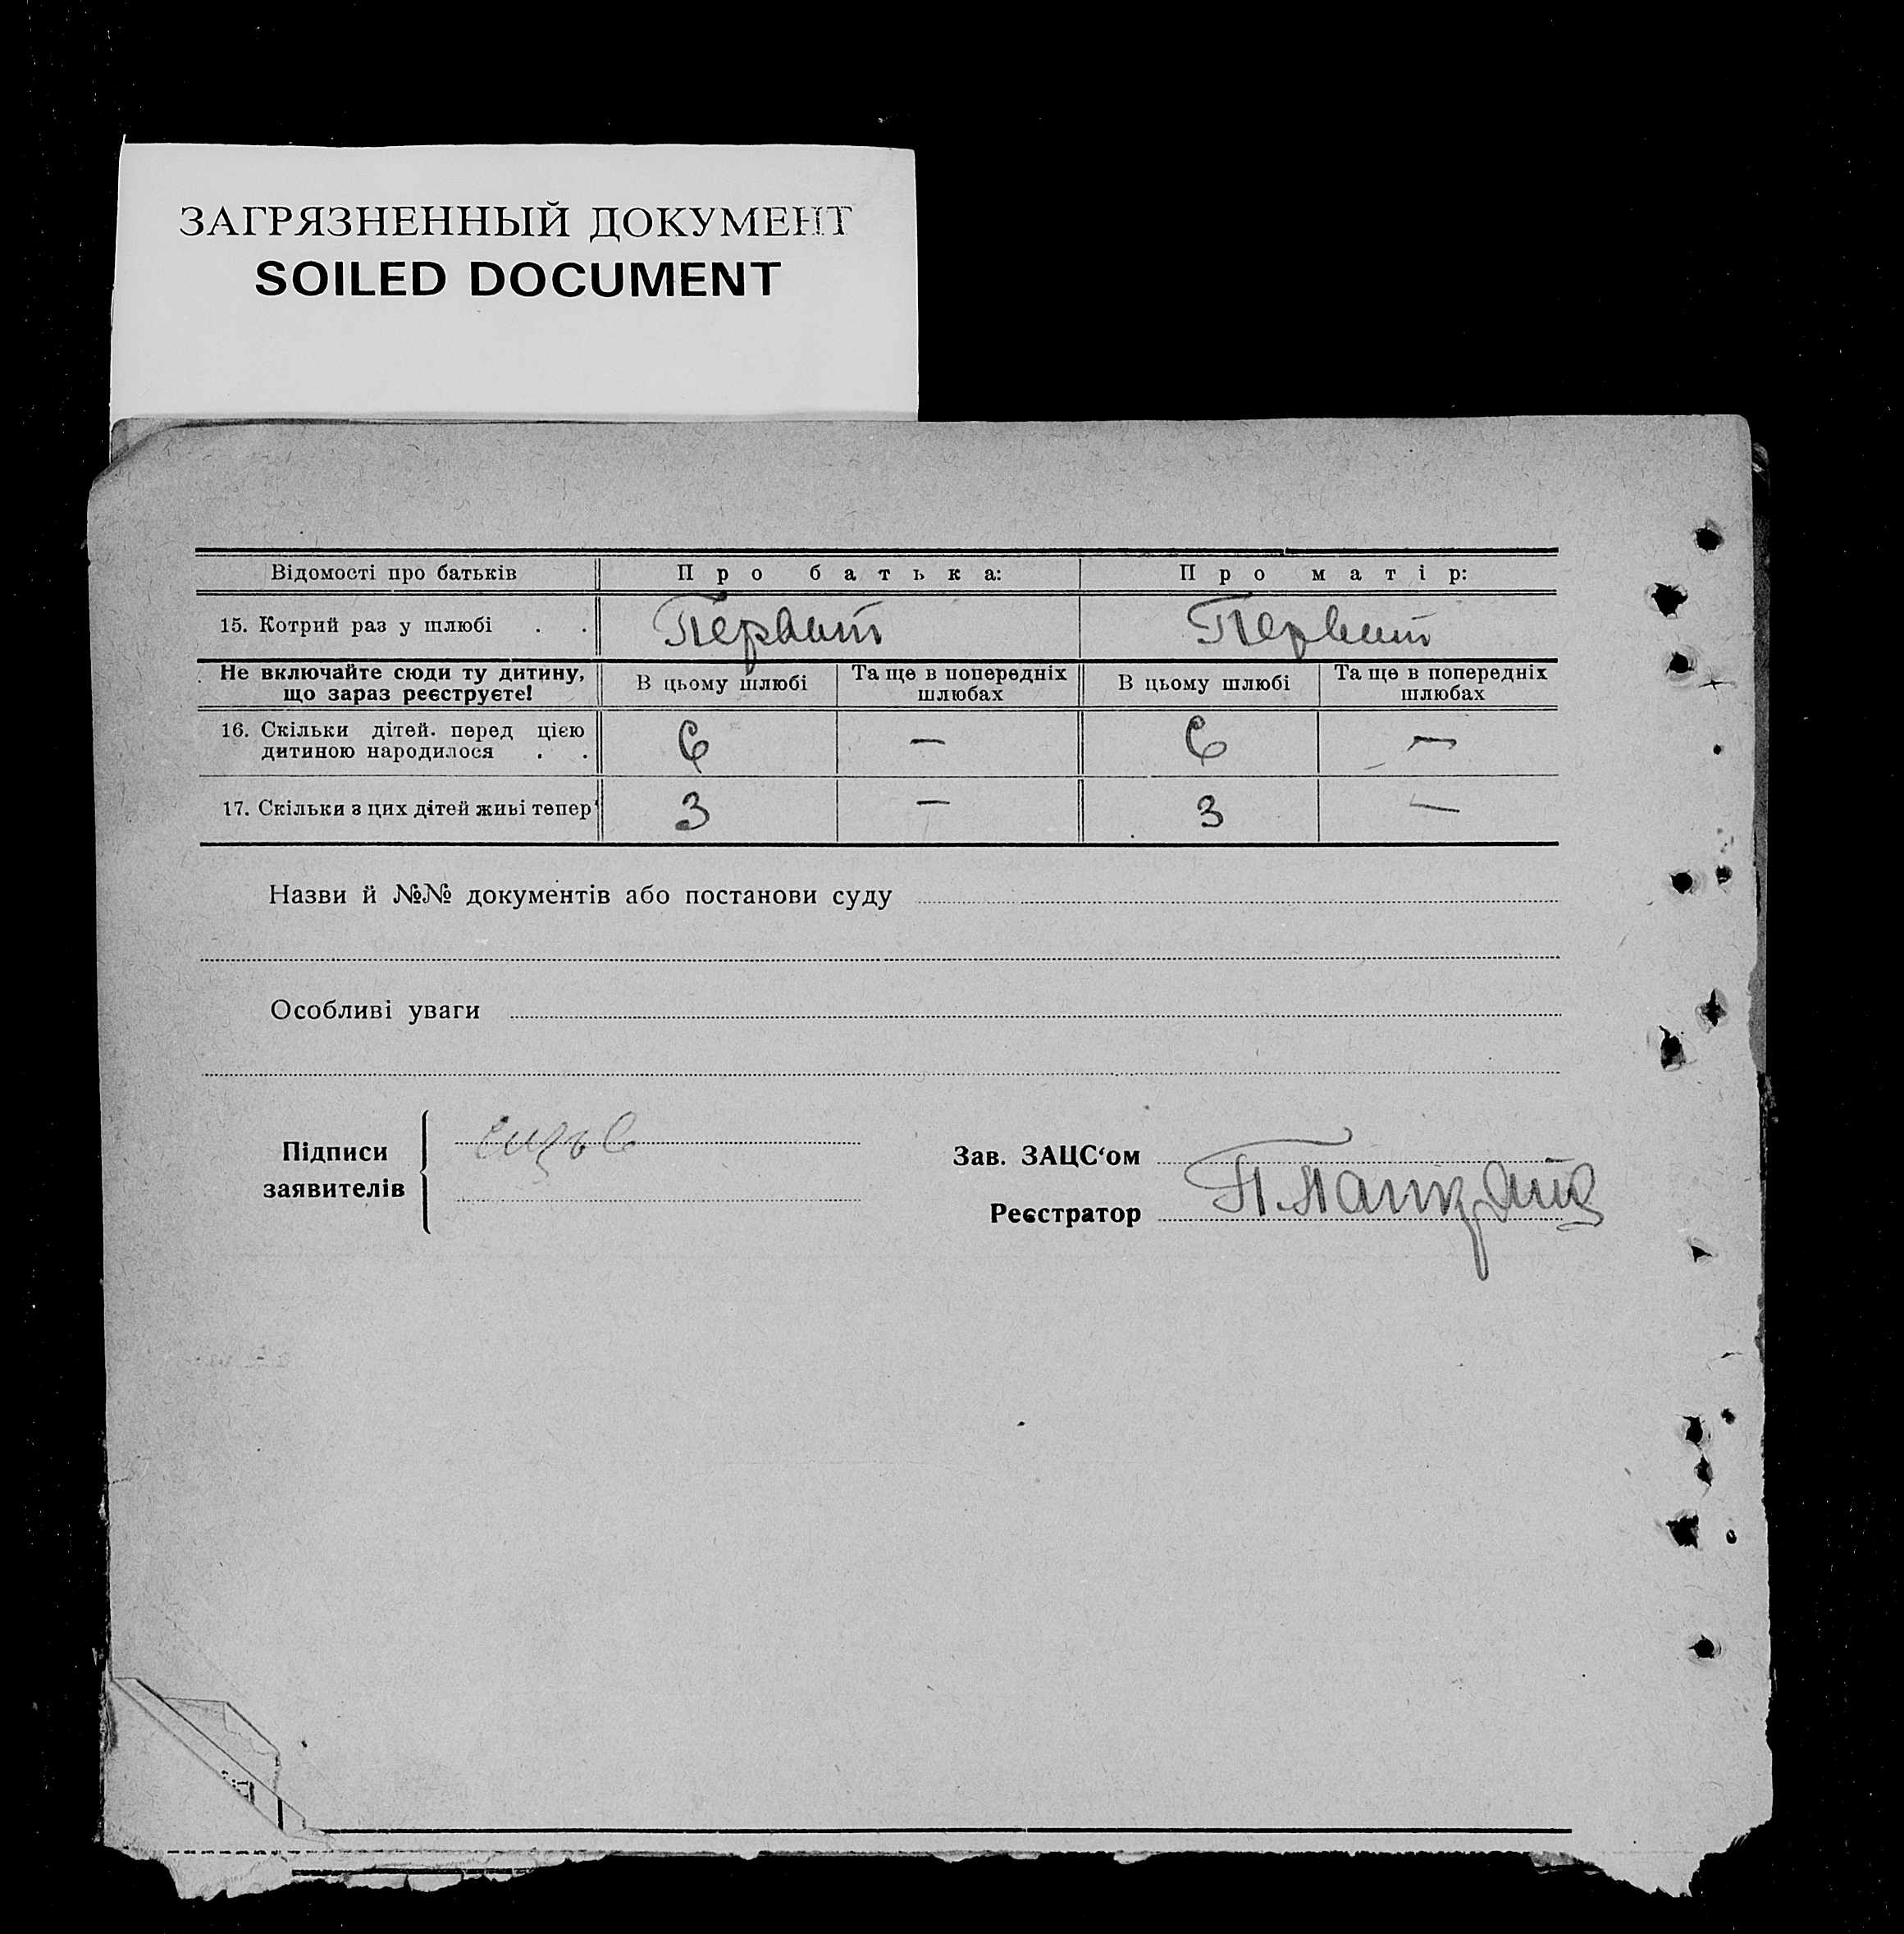 ЗАГРЯЗНЕННЫЙ ДОКУМЕНТ
SOILED DOCUMENT
Відомості про батьків Про батька: Про матір:
15. Котрий раз у шлюбі . . Первит Первит
Не включайте сюди ту дитину, що зараз реєструєте! В цьому шлюбі Та ще в попередніх шлюбах В цьому шлюбі Та ще в попередніх шлюбах
16. Скільки дітей перед цією дитиною народилося . . 6 — 6 —
17. Скільки з цих дітей живі тепер 3 — 3 —
Назви й №№ документів або постанови суду
Особливі уваги
Підписи заявителів
Зав. ЗАЦС‘ом
Реєстратор